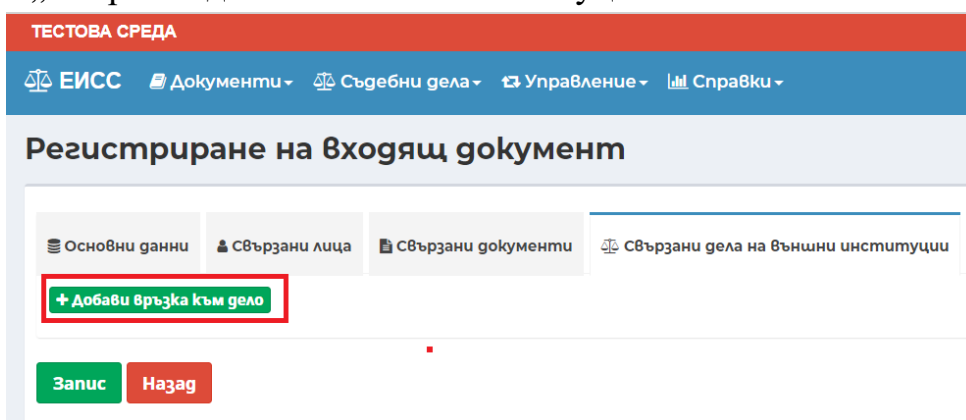 ТЕСТОВА СРЕДА
ЕИСС Документи Съдебни дела Управление Справки
Регистриране на входящ документ
Основни данни Свързани лица Свързани документи Свързани дела на външни институции
+ Добави връзка към дело
Запис Назад